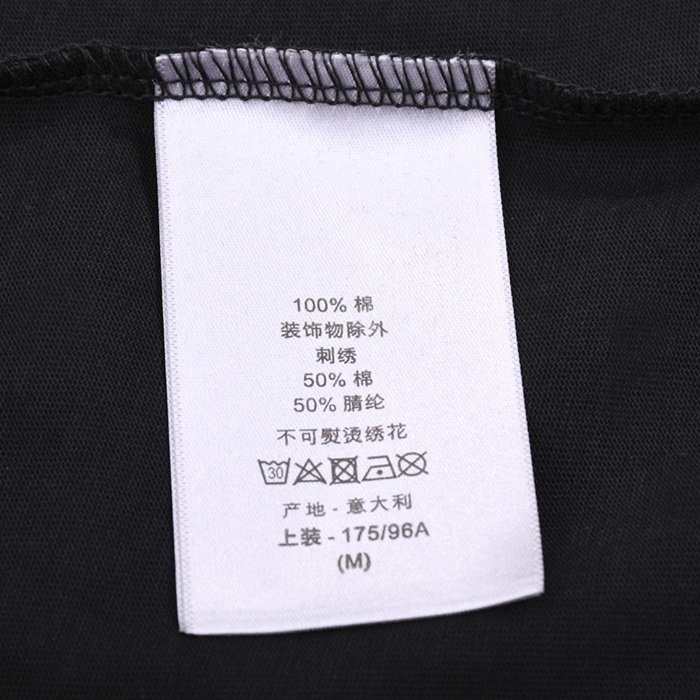 100% 棉
装饰物除外
刺绣
50% 棉
50% 腈纶
不可熨烫绣花
30
产地 - 意大利
上装 - 175/96A
(M)